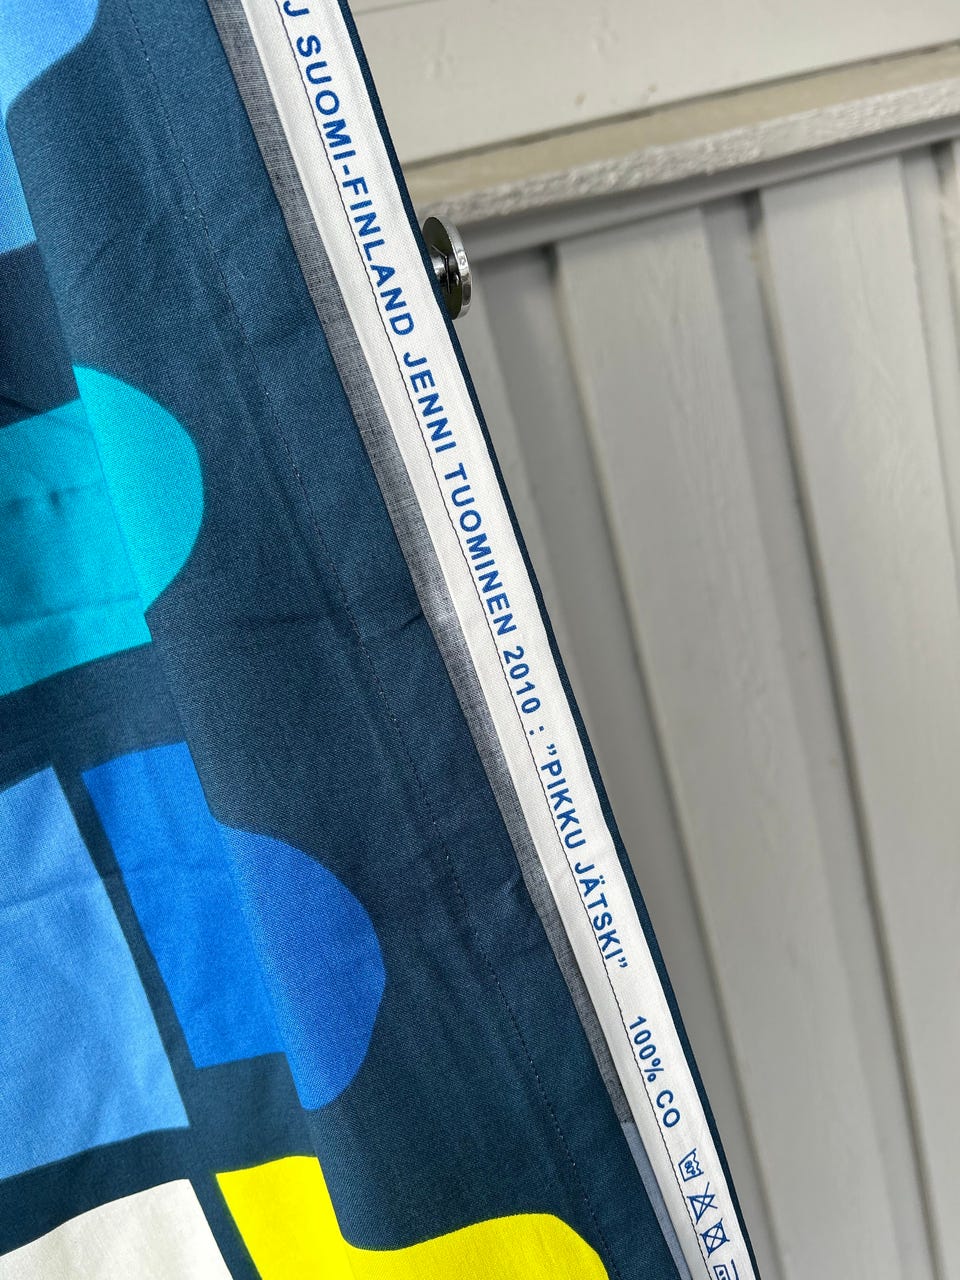 J SUOMI-FINLAND JENNI TUOMINEN 2010 : ”PIKKU JÄTSKI” 100% CO